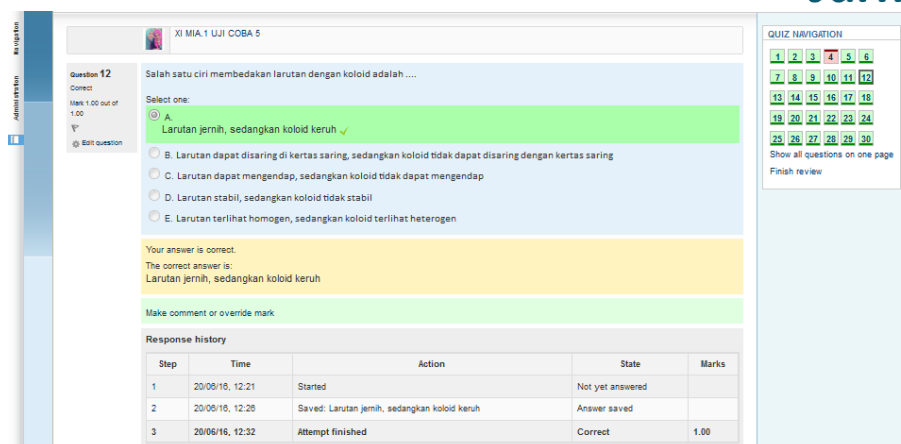 Navigation
Administration
XI MIA.1 UJI COBA 5
Question 12
Correct
Mark 1.00 out of
1.00
Edit question
Salah satu ciri membedakan larutan dengan koloid adalah ....
Select one:
A.
Larutan jernih, sedangkan koloid keruh
B. Larutan dapat disaring di kertas saring, sedangkan koloid tidak dapat disaring dengan kertas saring
C. Larutan dapat mengendap, sedangkan koloid tidak dapat mengendap
D. Larutan stabil, sedangkan koloid tidak stabil
E. Larutan terlihat homogen, sedangkan koloid terlihat heterogen
Your answer is correct.
The correct answer is:
Larutan jernih, sedangkan koloid keruh
Make comment or override mark
Response history
Step Time Action State Marks
1 20/06/16, 12:21 Started Not yet answered
2 20/06/16, 12:26 Saved: Larutan jernih, sedangkan koloid keruh Answer saved
3 20/06/16, 12:32 Attempt finished Correct 1.00
QUIZ NAVIGATION
1 2 3 4 5 6
7 8 9 10 11 12
13 14 15 16 17 18
19 20 21 22 23 24
25 26 27 28 29 30
Show all questions on one page
Finish review